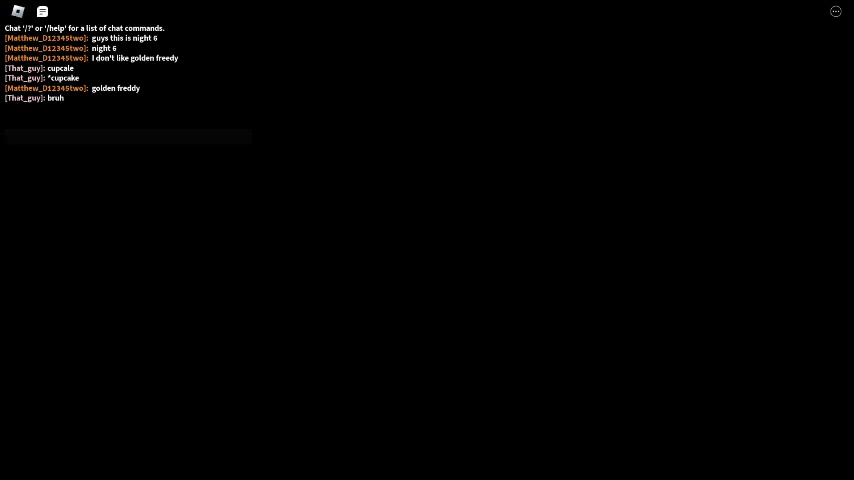 Chat '/?' or '/help' for a list of chat commands.
[Matthew_D12345two]: guys this is night 6
[Matthew_D12345two]: night 6
[Matthew_D12345two]: I don't like golden freedy
[That_guy]: cupcale
[That_guy]: *cupcake
[Matthew_D12345two]: golden freddy
[That_guy]: bruh